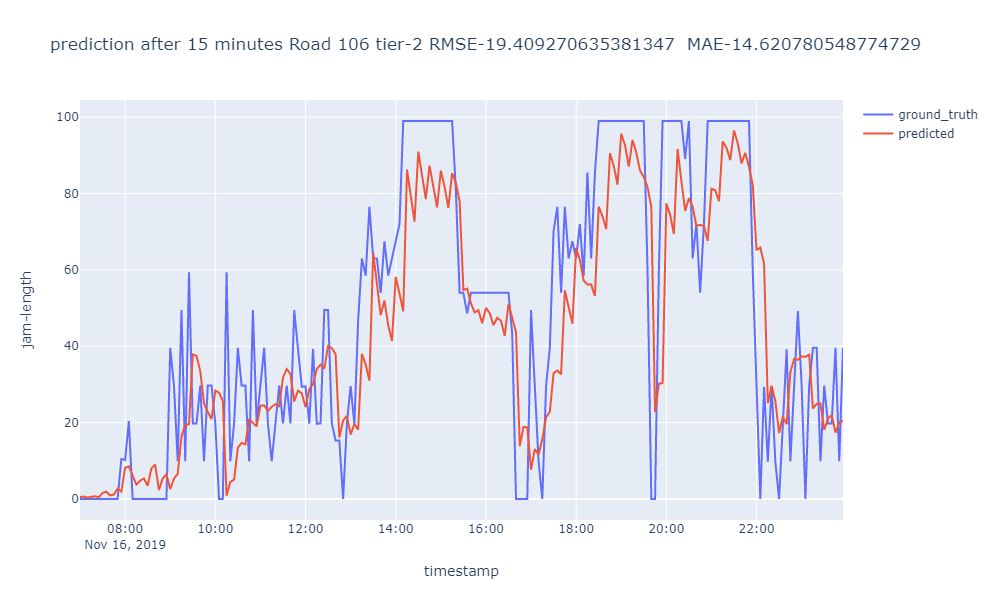 prediction after 15 minutes Road 106 tier-2 RMSE-19.409270635381347  MAE-14.620780548774729
ground_truth
predicted
100
80
60
40
20
0
jam-length
08:00 10:00 12:00 14:00 16:00 18:00 20:00 22:00
Nov 16, 2019
timestamp